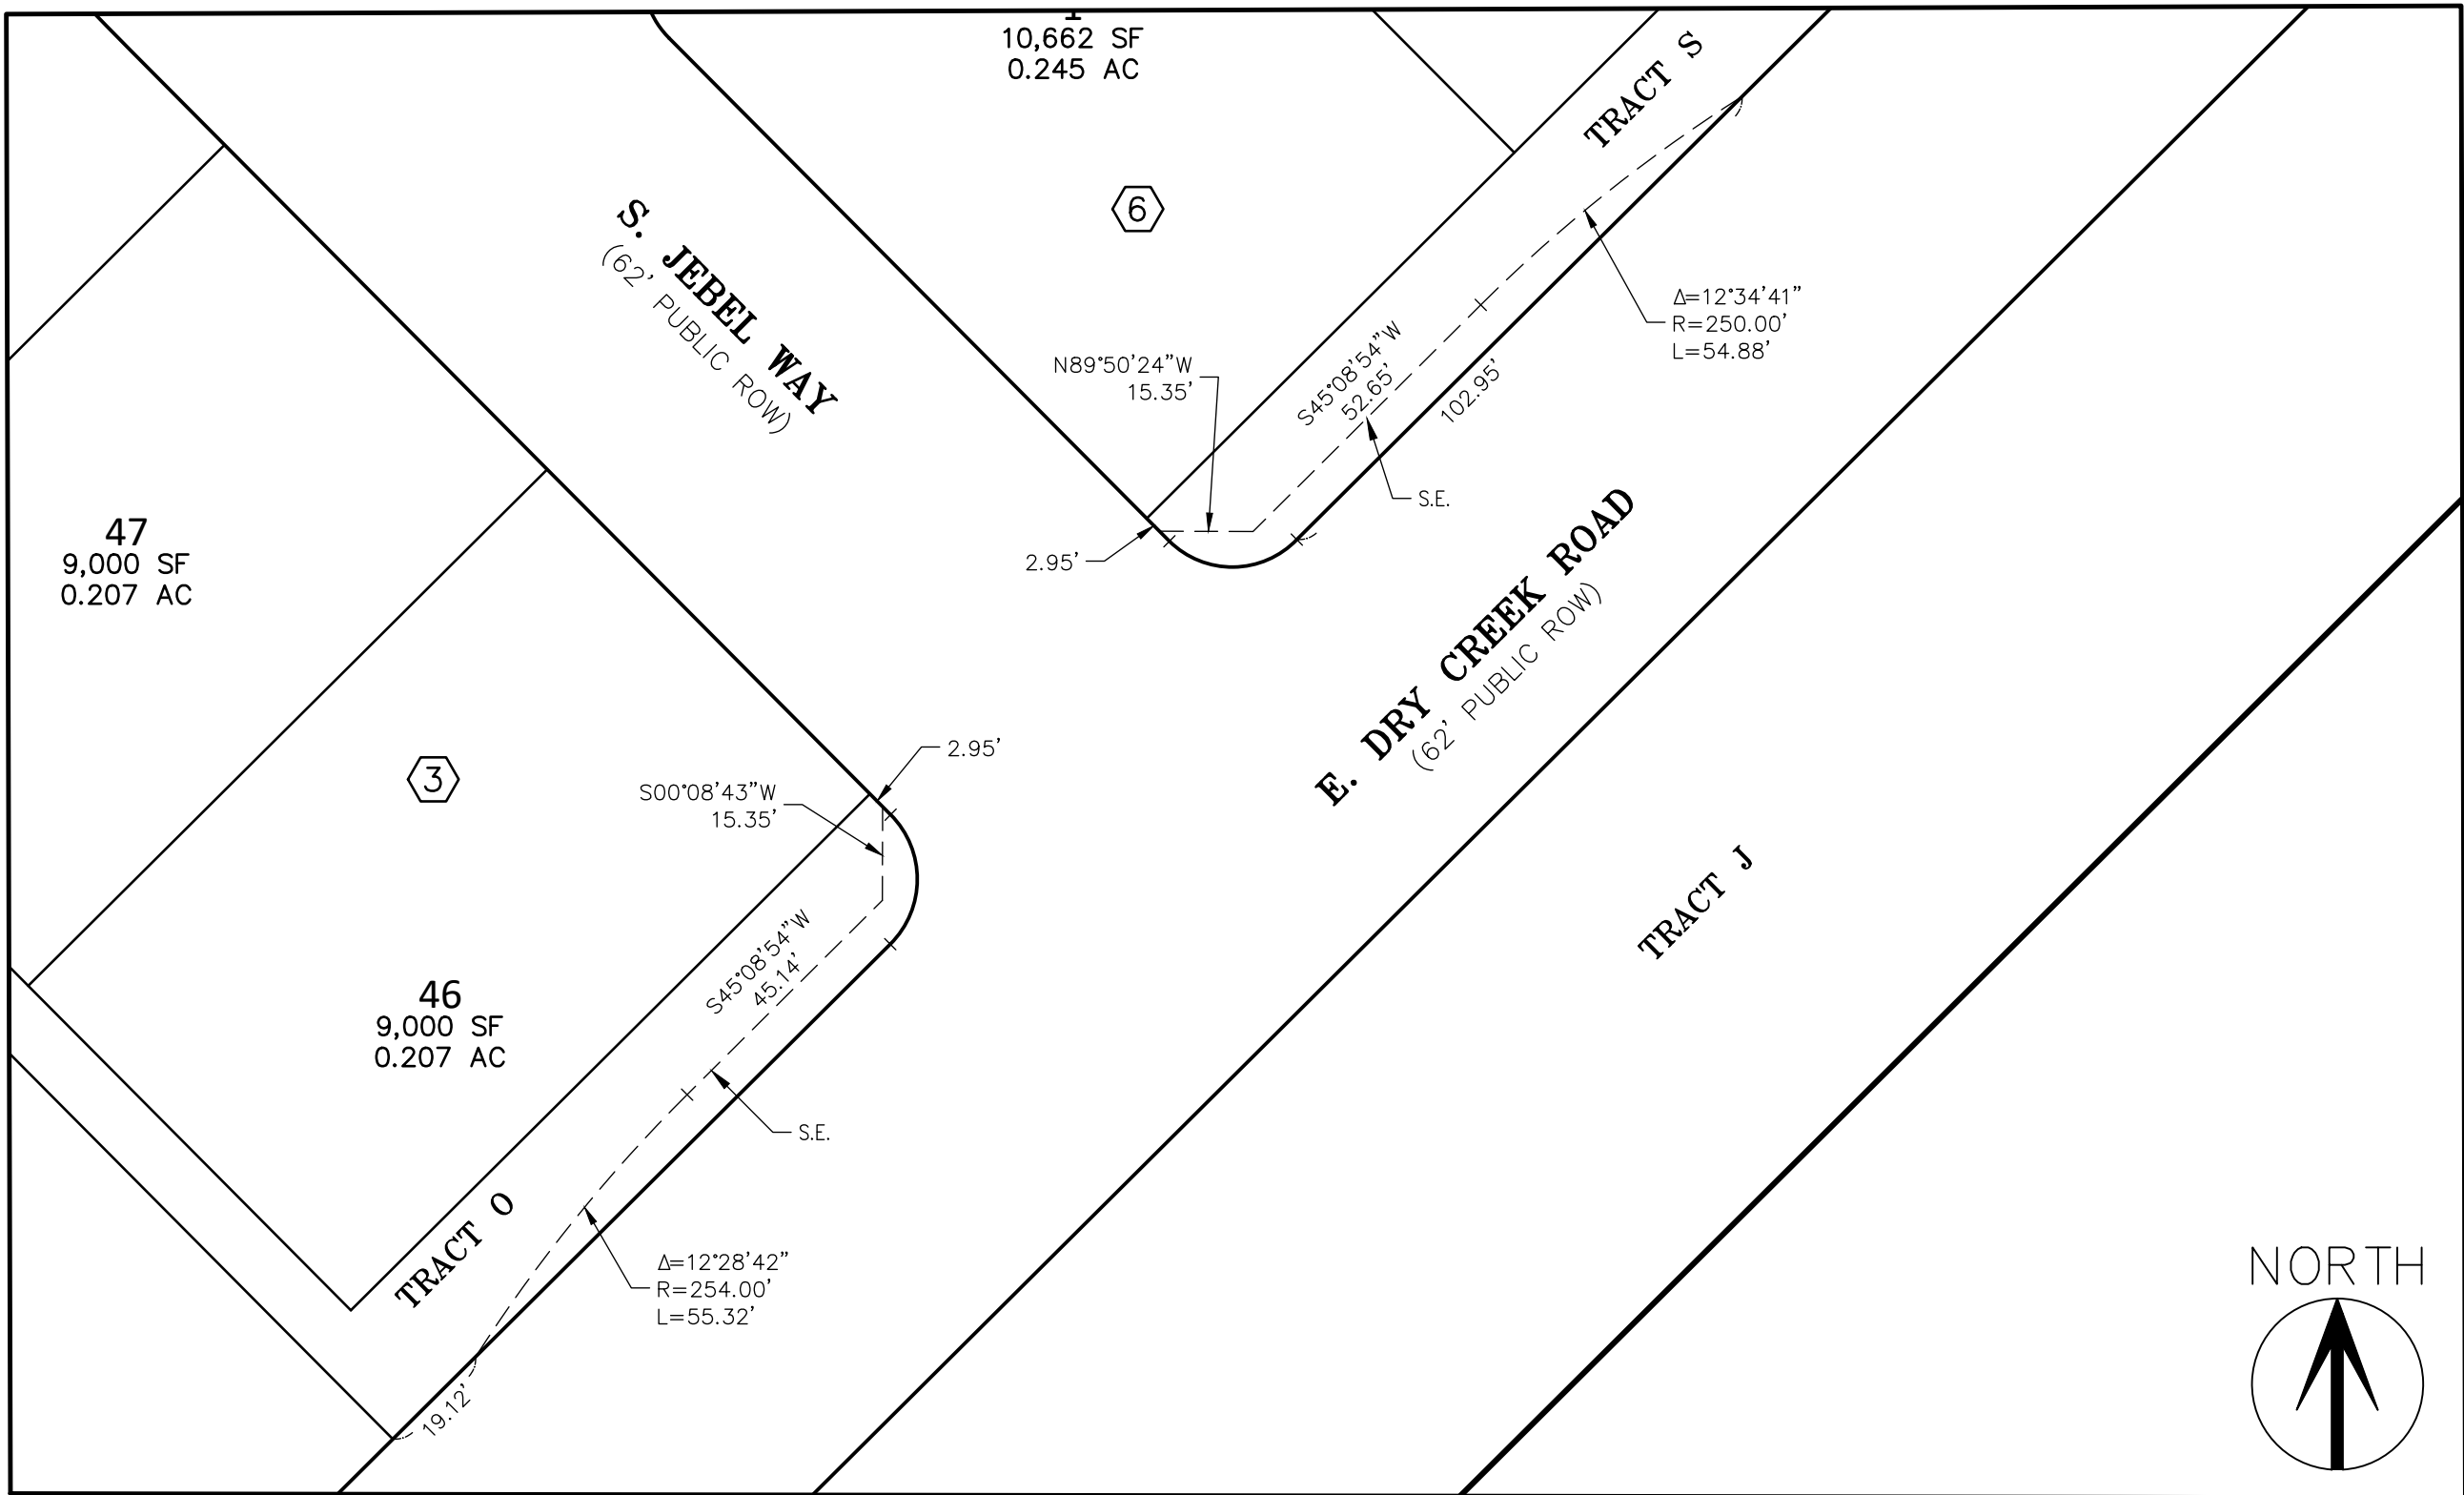 10,662 SF
0.245 AC
TRACT S
6
S. JEBEL WAY
(62' PUBLIC ROW)
Δ=12°34'41"
R=250.00'
L=54.88'
N89°50'24"W
15.35'
S45°08'54"W
52.65'
102.95'
S.E.
2.95'
47
9,000 SF
0.207 AC
E. DRY CREEK ROAD
(62' PUBLIC ROW)
3
2.95'
S00°08'43"W
15.35'
TRACT J
S45°08'54"W
45.14'
46
9,000 SF
0.207 AC
S.E.
TRACT O
Δ=12°28'42"
R=254.00'
L=55.32'
19.12'
NORTH